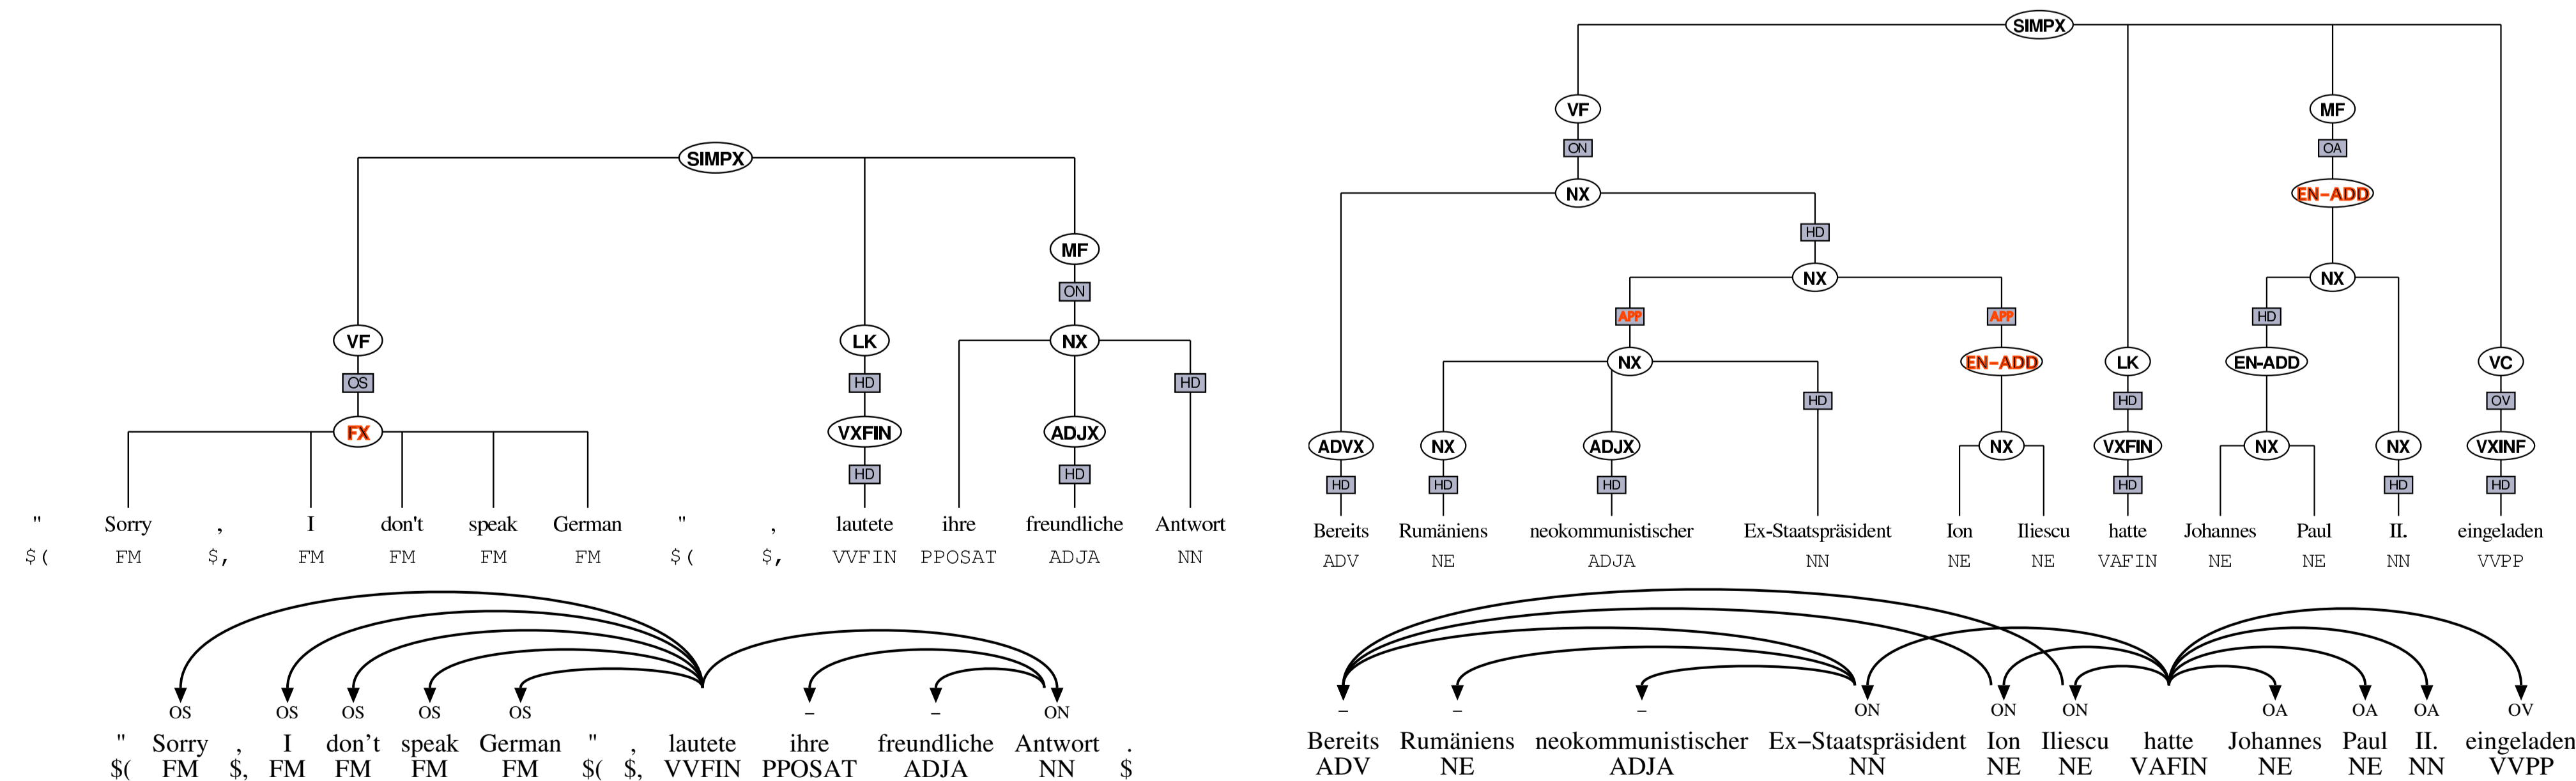 SIMPX
MF
ON
VF LK NX
OS HD HD
FX VXFIN ADJX
HD HD
" Sorry , I don't speak German " , lautete ihre freundliche Antwort
$( FM $, FM FM FM FM $( $, VVFIN PPOSAT ADJA NN
OS OS OS OS OS – – ON
" Sorry , I don't speak German " , lautete ihre freundliche Antwort .
$( FM $, FM FM FM FM $( $, VVFIN PPOSAT ADJA NN $
SIMPX
VF MF
ON OA
NX EN-ADD
HD
NX NX
APP APP HD
NX EN-ADD LK EN-ADD VC
HD HD OV
ADVX NX ADJX NX VXFIN NX NX VXINF
HD HD HD HD HD HD
Bereits Rumäniens neokommunistischer Ex-Staatspräsident Ion Iliescu hatte Johannes Paul II. eingeladen
ADV NE ADJA NN NE NE VAFIN NE NE NN VVPP
– – – ON ON ON OA OA OA OV
Bereits Rumäniens neokommunistischer Ex−Staatspräsident Ion Iliescu hatte Johannes Paul II. eingeladen
ADV NE ADJA NN NE NE VAFIN NE NE NN VVPP